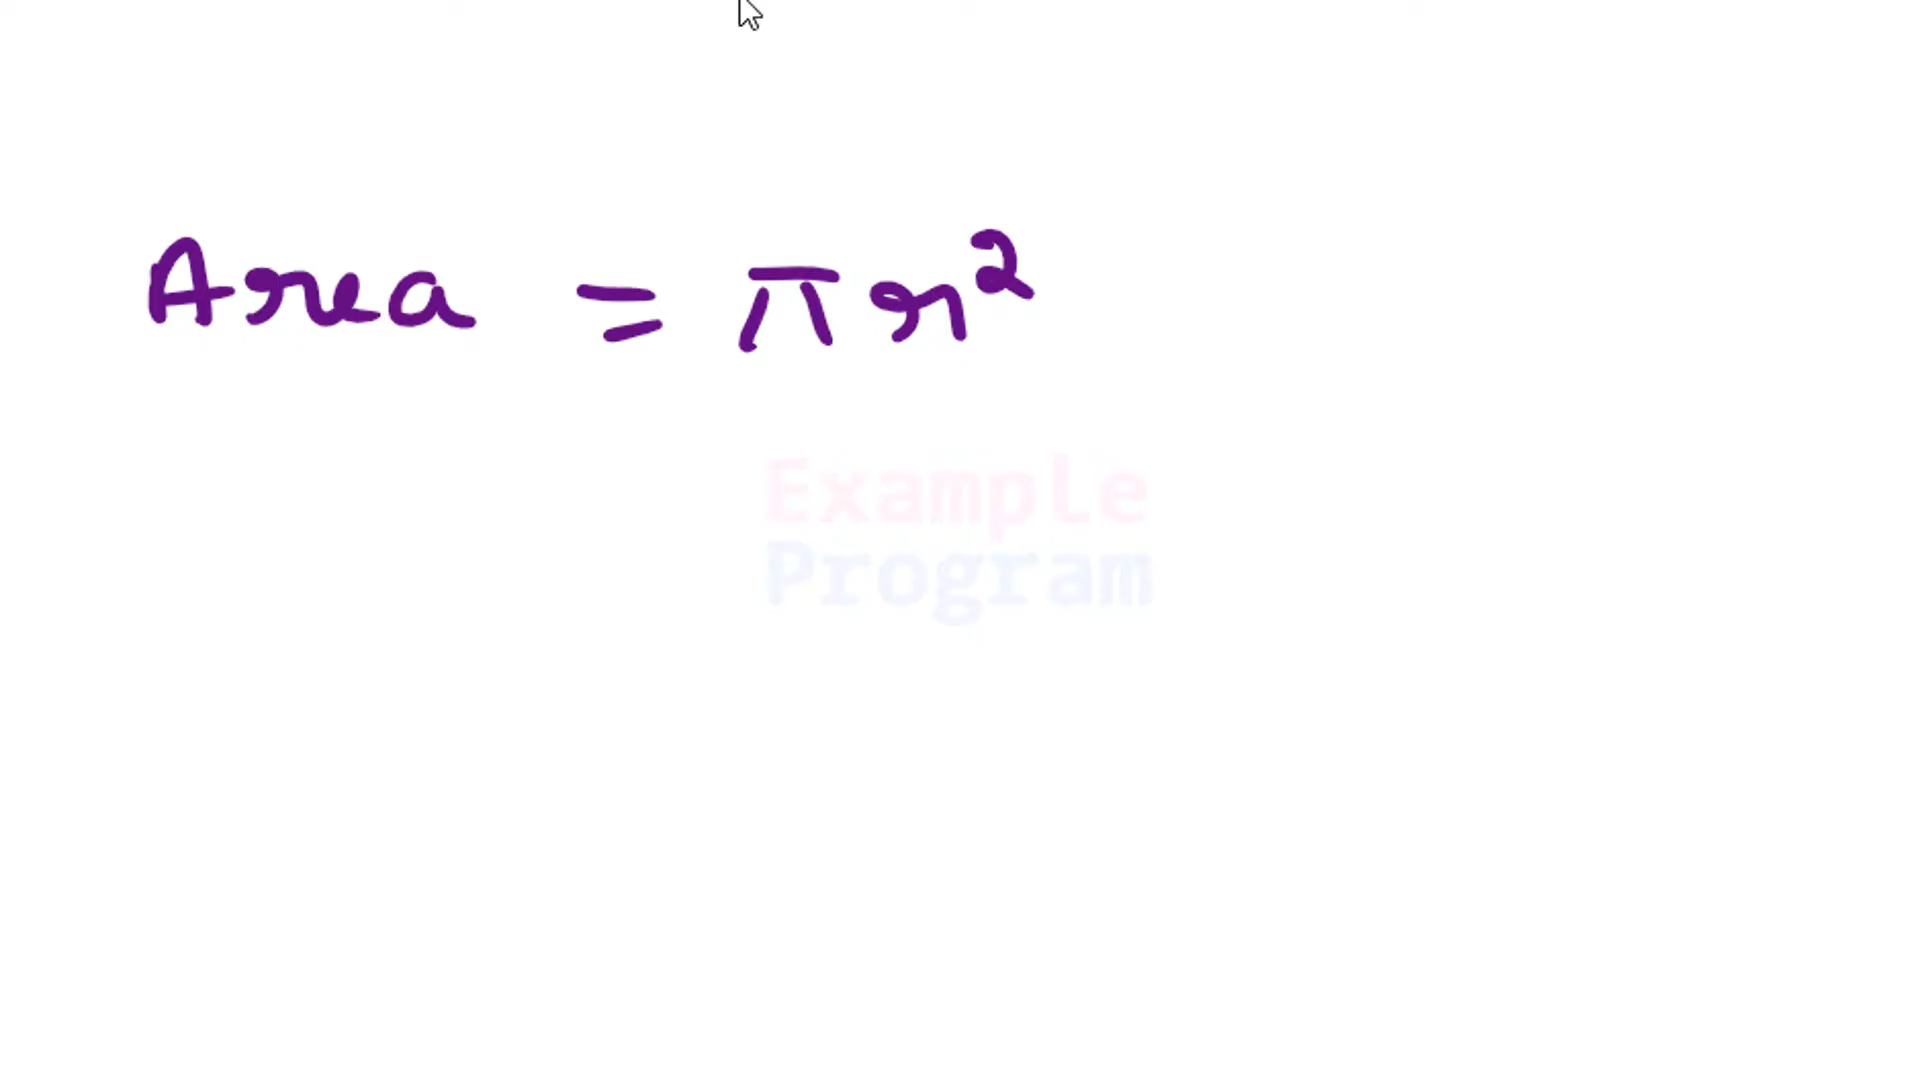 Area = πr²
Example
Program